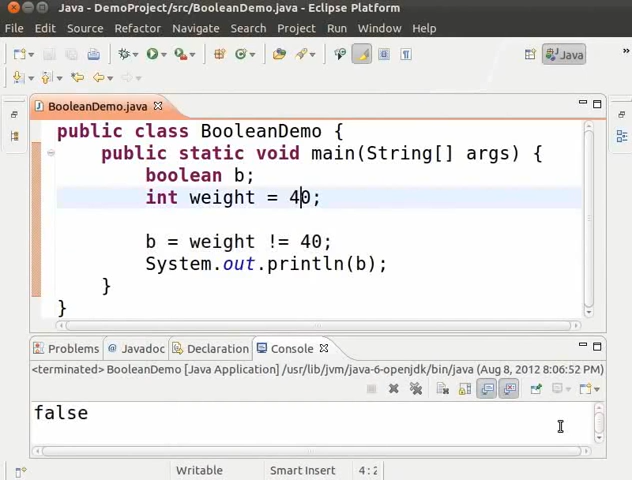 Java - DemoProject/src/BooleanDemo.java - Eclipse Platform
File Edit Source Refactor Navigate Search Project Run Window Help
Java
BooleanDemo.java
public class BooleanDemo {
public static void main(String[] args) {
boolean b;
int weight = 40;
b = weight != 40;
System.out.println(b);
}
}
Problems @ Javadoc Declaration Console
<terminated> BooleanDemo [Java Application] /usr/lib/jvm/java-6-openjdk/bin/java (Aug 8, 2012 8:06:52 PM)
false
Writable Smart Insert 4 : 2